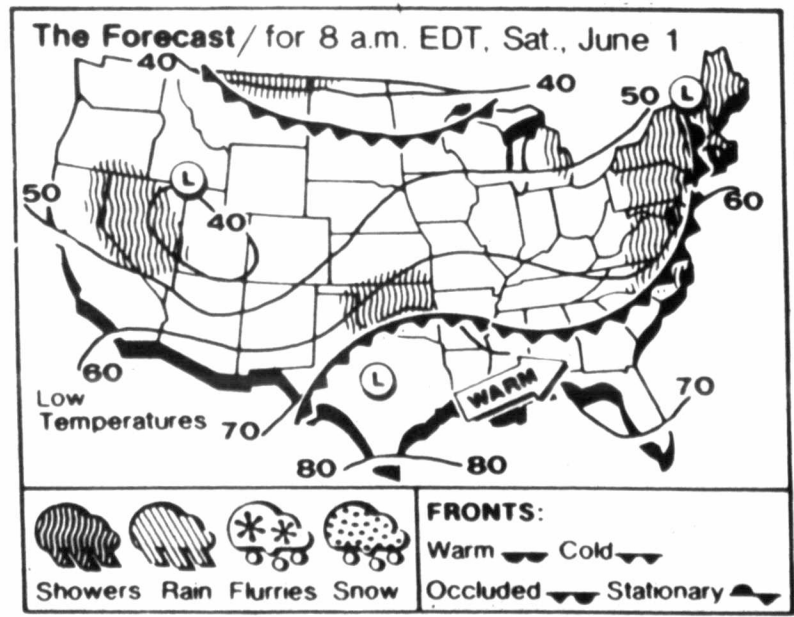 The Forecast / for 8 a.m. EDT, Sat., June 1
40
40
50
L
L
50
40
60
60
L
WARM
Low
Temperatures
70
70
80
80
Showers Rain Flurries Snow
FRONTS:
Warm Cold
Occluded Stationary